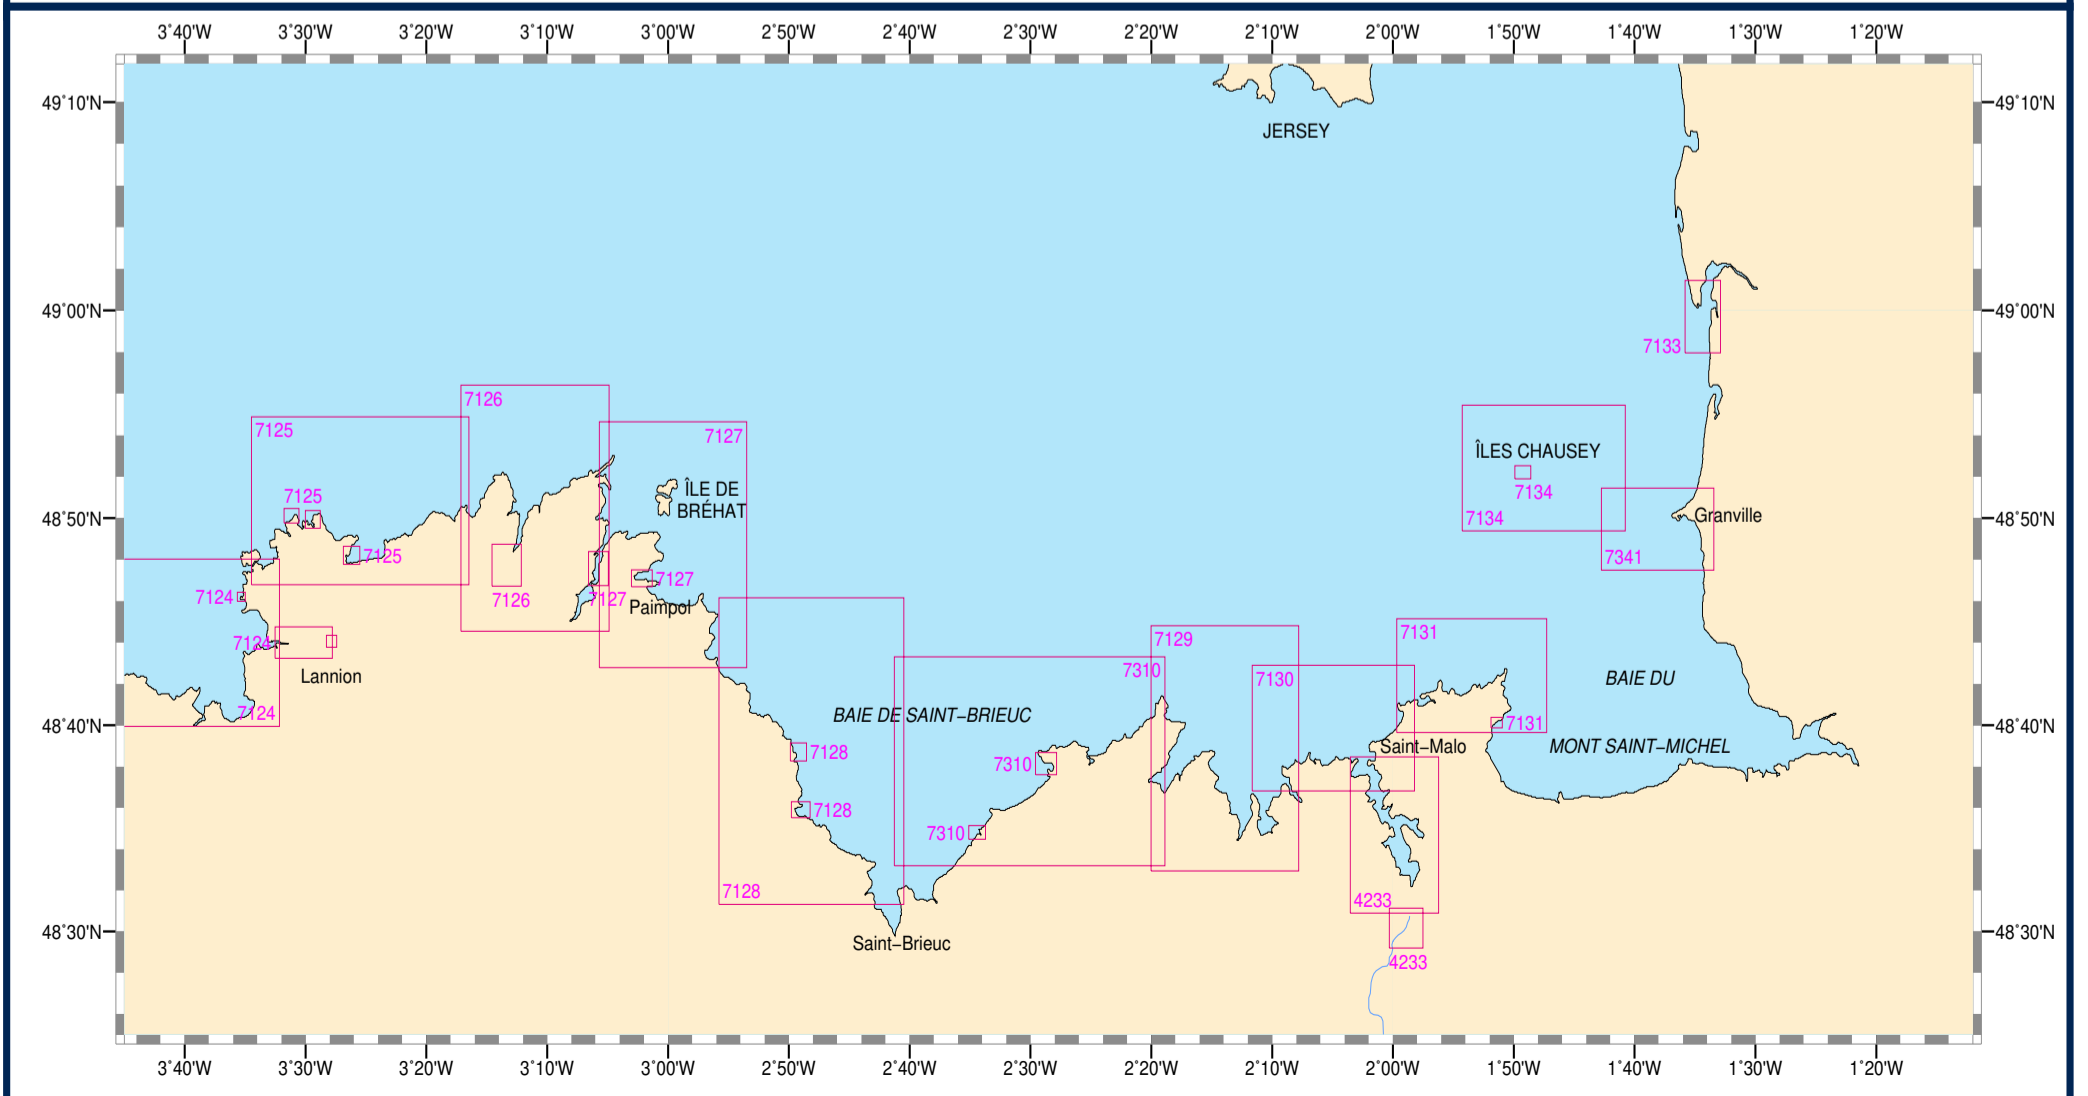 3°40'W 3°30'W 3°20'W 3°10'W 3°00'W 2°50'W 2°40'W 2°30'W 2°20'W 2°10'W 2°00'W 1°50'W 1°40'W 1°30'W 1°20'W
49°10'N 49°10'N
JERSEY
49°00'N 49°00'N
7133
7126
7125
7127
ÎLES CHAUSEY
ÎLE DE
BRÉHAT
7125
7134
48°50'N 7134 Granville 48°50'N
7125
7341
7127
7124
7126
7127
Paimpol
7131
7129
7124
Lannion
7310
7130
BAIE DU
7124
BAIE DE SAINT–BRIEUC
48°40'N 7131 48°40'N
Saint–Malo
MONT SAINT–MICHEL
7128
7310
7128
7310
7128
4233
48°30'N 48°30'N
Saint–Brieuc
4233
3°40'W 3°30'W 3°20'W 3°10'W 3°00'W 2°50'W 2°40'W 2°30'W 2°20'W 2°10'W 2°00'W 1°50'W 1°40'W 1°30'W 1°20'W